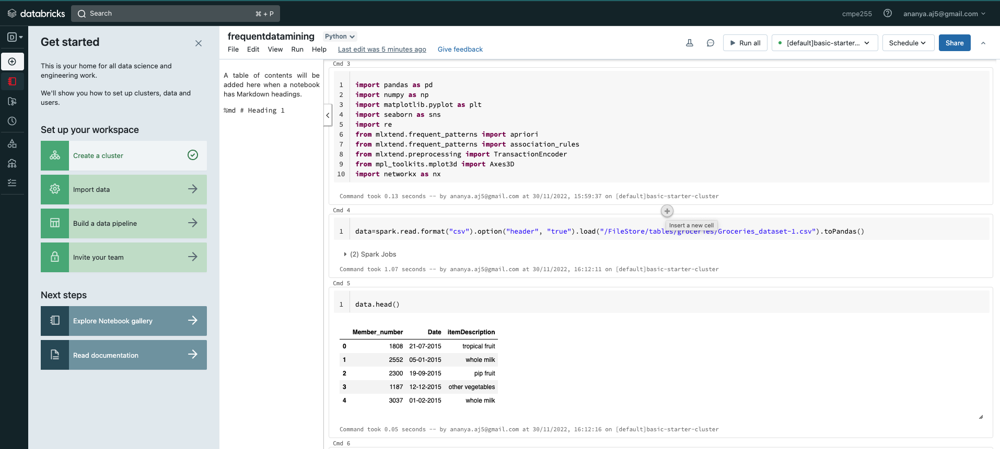 databricks
Search
⌘ + P
cmpe255
ananya.aj5@gmail.com
D
Get started
This is your home for all data science and
engineering work.
We'll show you how to set up clusters, data and
users.
Set up your workspace
Create a cluster
Import data
Build a data pipeline
Invite your team
Next steps
Explore Notebook gallery
Read documentation
frequentdatamining
Python
File Edit View Run Help Last edit was 5 minutes ago Give feedback
Run all
[default]basic-starter...
Schedule
Share
A table of contents will be
added here when a notebook
has Markdown headings.
%md # Heading 1
Cmd 3
1 import pandas as pd
2 import numpy as np
3 import matplotlib.pyplot as plt
4 import seaborn as sns
5 import re
6 from mlxtend.frequent_patterns import apriori
7 from mlxtend.frequent_patterns import association_rules
8 from mlxtend.preprocessing import TransactionEncoder
9 from mpl_toolkits.mplot3d import Axes3D
10 import networkx as nx
Command took 0.13 seconds -- by ananya.aj5@gmail.com at 30/11/2022, 15:59:37 on [default]basic-starter-cluster
Cmd 4
Insert a new cell
1 data=spark.read.format("csv").option("header", "true").load("/FileStore/tables/groceries/Groceries_dataset-1.csv").toPandas()
(2) Spark Jobs
Command took 1.07 seconds -- by ananya.aj5@gmail.com at 30/11/2022, 16:12:11 on [default]basic-starter-cluster
Cmd 5
1 data.head()
Member_number Date itemDescription
0 1808 21-07-2015 tropical fruit
1 2552 05-01-2015 whole milk
2 2300 19-09-2015 pip fruit
3 1187 12-12-2015 other vegetables
4 3037 01-02-2015 whole milk
Command took 0.05 seconds -- by ananya.aj5@gmail.com at 30/11/2022, 16:12:16 on [default]basic-starter-cluster
Cmd 6